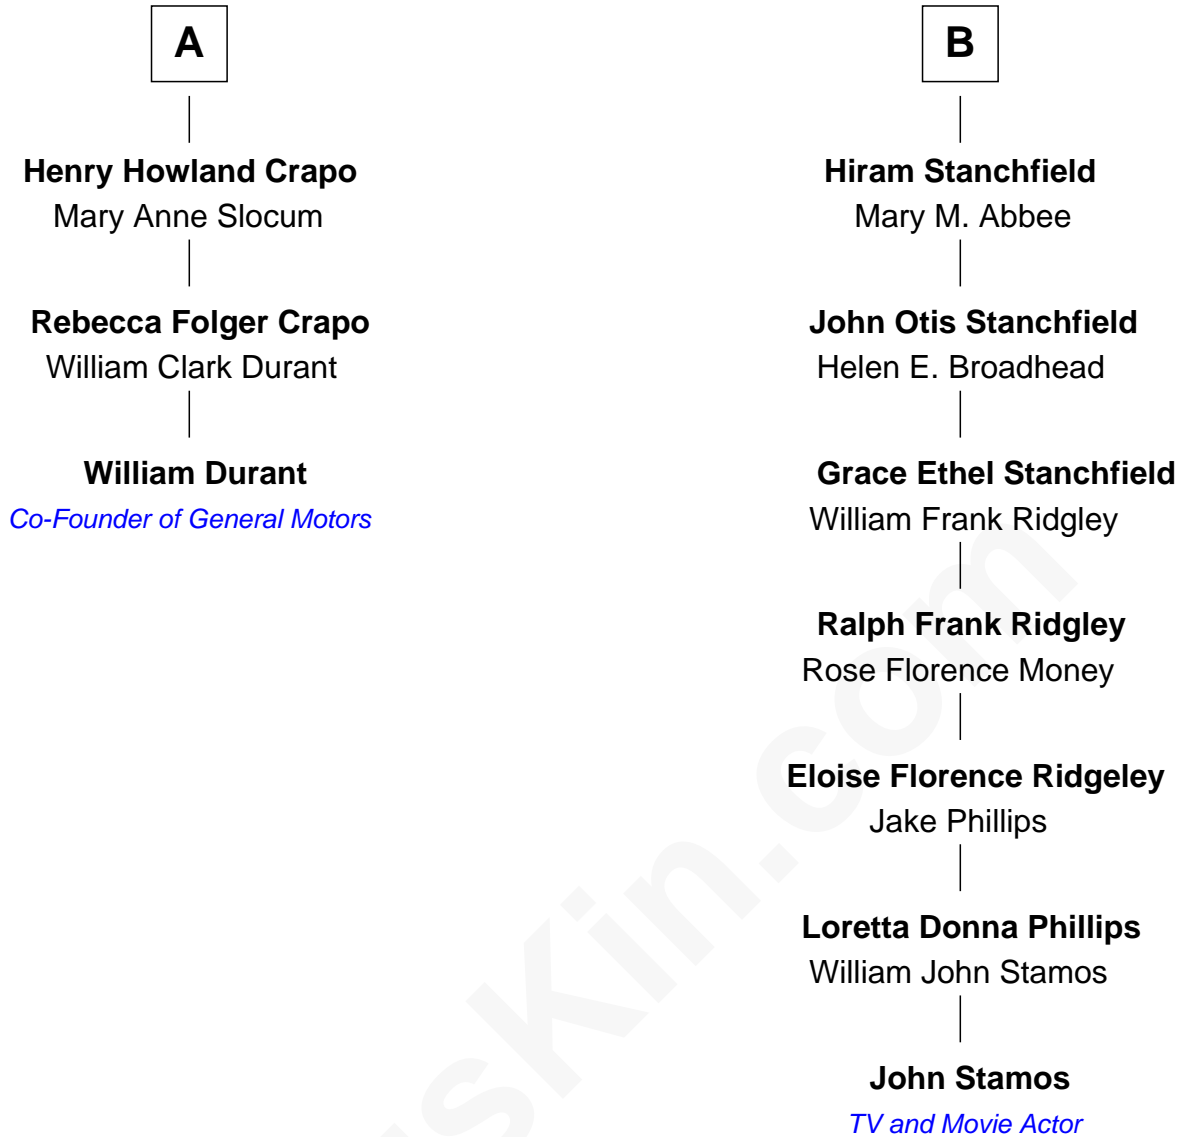 A
Henry Howland Crapo
Mary Anne Slocum
Rebecca Folger Crapo
William Clark Durant
William Durant
Co-Founder of General Motors
B
Hiram Stanchfield
Mary M. Abbee
John Otis Stanchfield
Helen E. Broadhead
Grace Ethel Stanchfield
William Frank Ridgley
Ralph Frank Ridgley
Rose Florence Money
Eloise Florence Ridgeley
Jake Phillips
Loretta Donna Phillips
William John Stamos
John Stamos
TV and Movie Actor